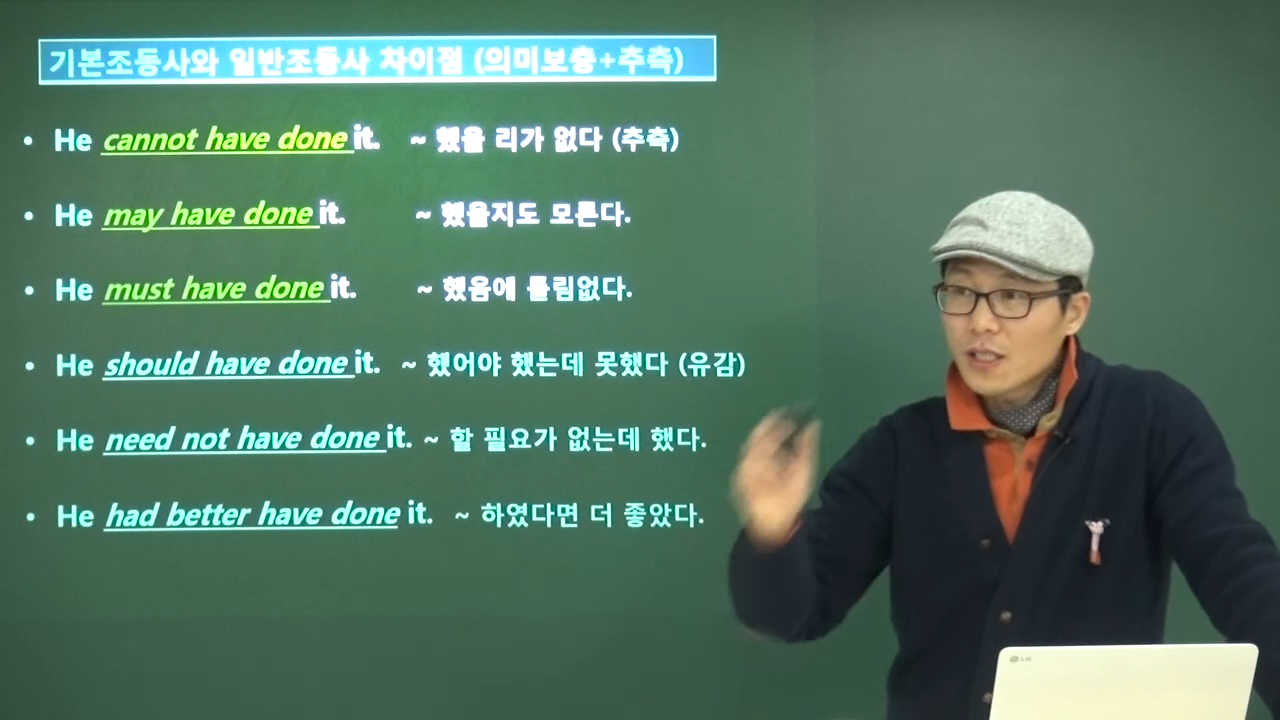 기본조동사와 일반조동사 차이점 (의미보충+추측)
• He cannot have done it. ~ 했을 리가 없다 (추측)
• He may have done it. ~ 했을지도 모른다.
• He must have done it. ~ 했음에 틀림없다.
• He should have done it. ~ 했어야 했는데 못했다 (유감)
• He need not have done it. ~ 할 필요가 없는데 했다.
• He had better have done it. ~ 하였다면 더 좋았다.
LG